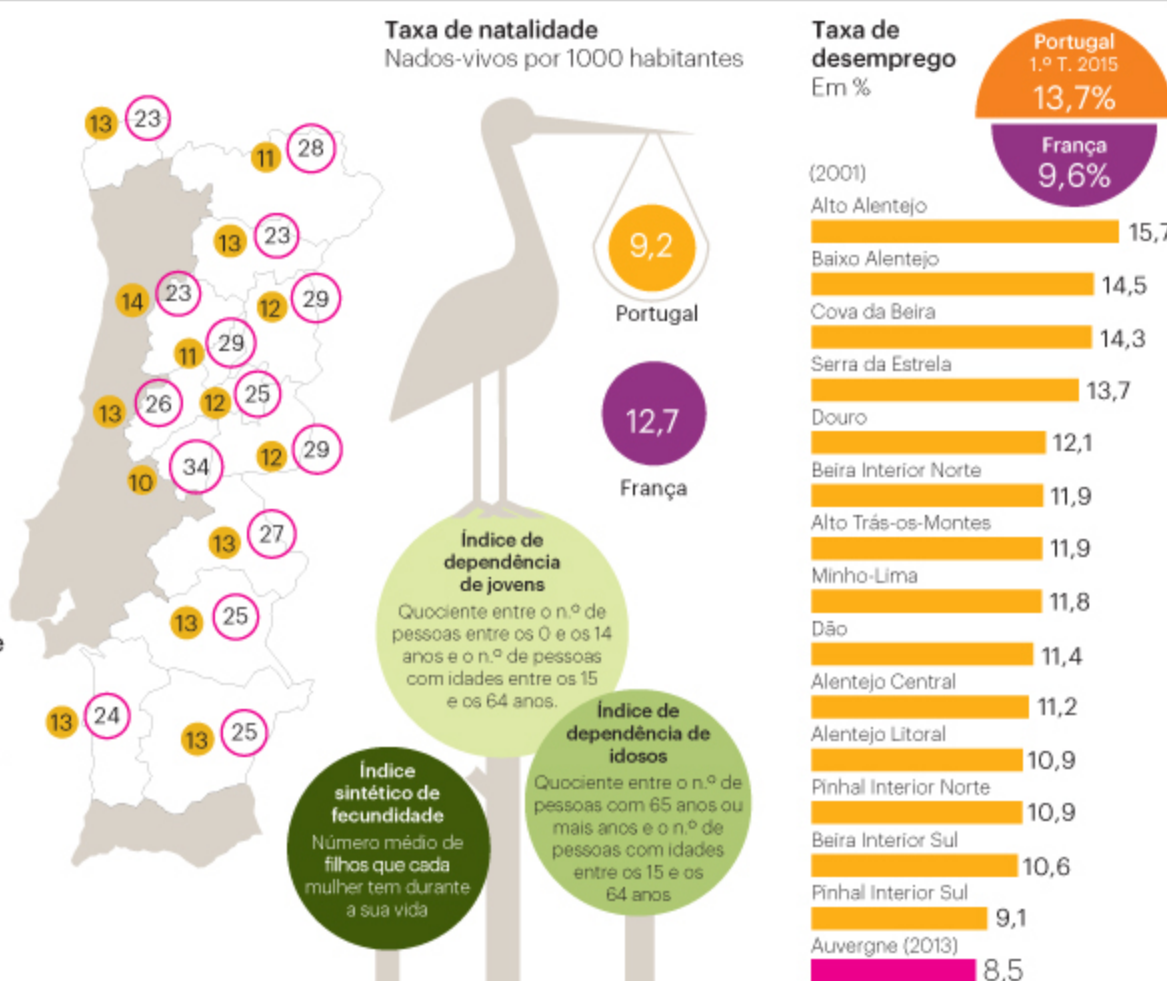 13 23
11 28
13 23
14 23
12 29
11 29
13 26
12 25
12 29
10 34
13 27
13 25
13 24
13 25
Taxa de natalidade
Nados-vivos por 1000 habitantes
9,2
Portugal
12,7
França
Índice de
dependência
de jovens
Quociente entre o n.º de
pessoas entre os 0 e os 14
anos e o n.º de pessoas
com idades entre os 15
e os 64 anos.
Índice de
dependência de
idosos
Quociente entre o n.º de
pessoas com 65 anos ou
mais anos e o n.º de
pessoas com idades
entre os 15 e os
64 anos
Índice
sintético de
fecundidade
Número médio de
filhos que cada
mulher tem durante
a sua vida
Taxa de
desemprego
Em %
Portugal
1.º T. 2015
13,7%
França
9,6%
(2001)
Alto Alentejo
15,7
Baixo Alentejo
14,5
Cova da Beira
14,3
Serra da Estrela
13,7
Douro
12,1
Beira Interior Norte
11,9
Alto Trás-os-Montes
11,9
Minho-Lima
11,8
Dão
11,4
Alentejo Central
11,2
Alentejo Litoral
10,9
Pinhal Interior Norte
10,9
Beira Interior Sul
10,6
Pinhal Interior Sul
9,1
Auvergne (2013)
8,5